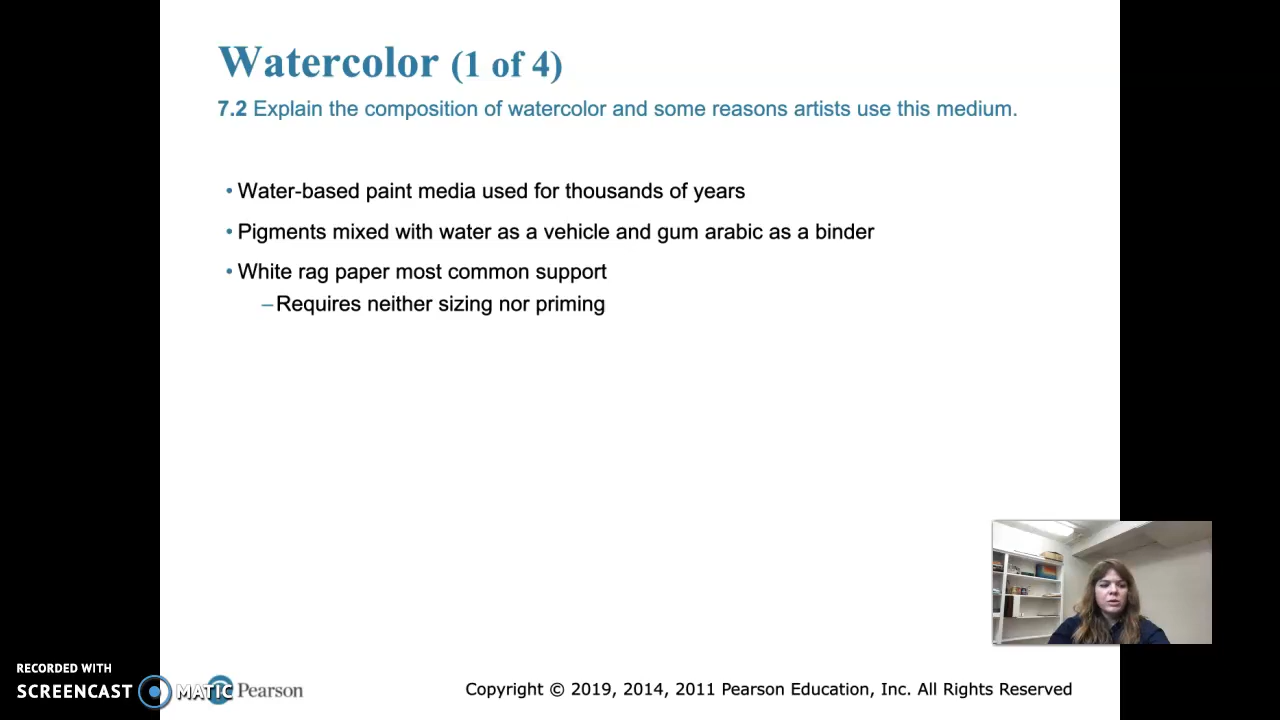 Watercolor (1 of 4)
7.2 Explain the composition of watercolor and some reasons artists use this medium.
• Water-based paint media used for thousands of years
• Pigments mixed with water as a vehicle and gum arabic as a binder
• White rag paper most common support
–Requires neither sizing nor priming
RECORDED WITH
SCREENCAST MATIC
Pearson
Copyright © 2019, 2014, 2011 Pearson Education, Inc. All Rights Reserved